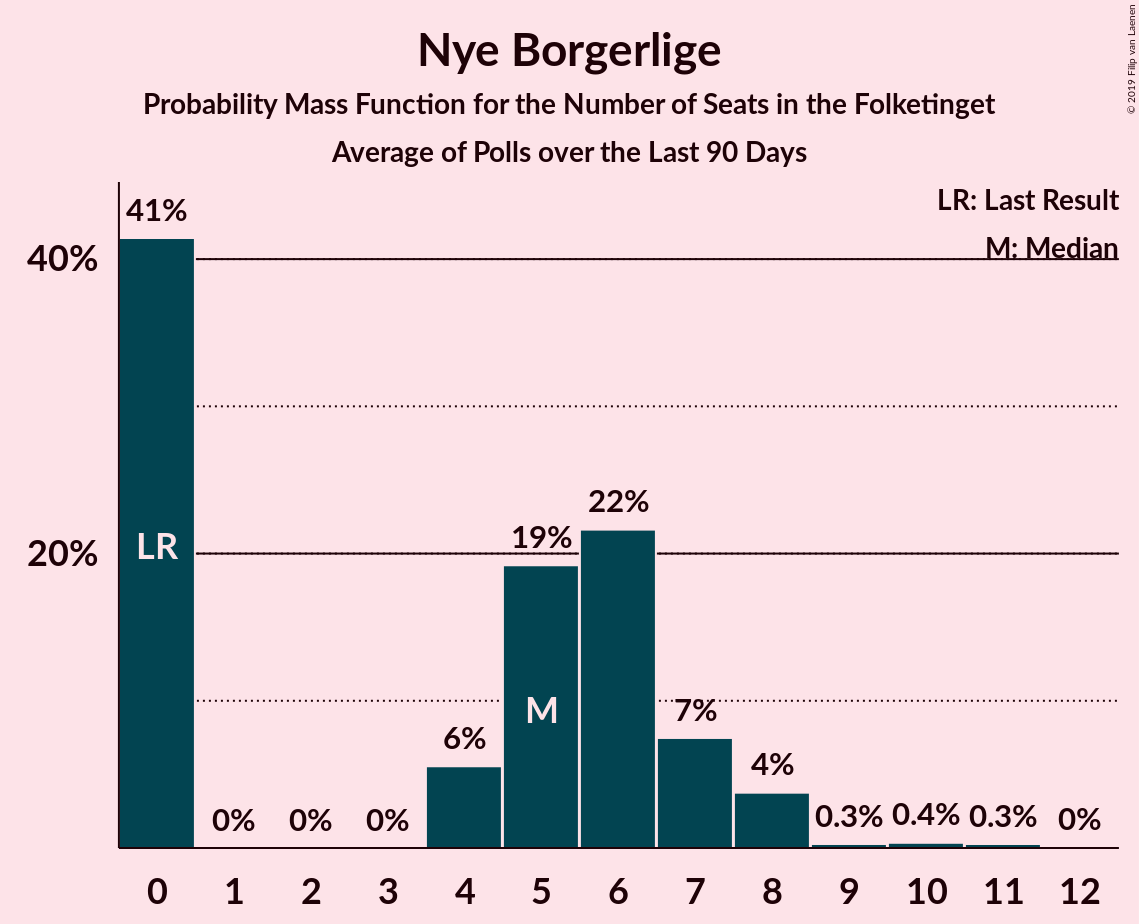 Nye Borgerlige
Probability Mass Function for the Number of Seats in the Folketinget
Average of Polls over the Last 90 Days
© 2019 Filip van Laenen
LR: Last Result
M: Median
41%
40%
22%
19%
20%
LR
M
7%
6%
4%
0% 0% 0% 0.3% 0.4% 0.3% 0%
0 1 2 3 4 5 6 7 8 9 10 11 12